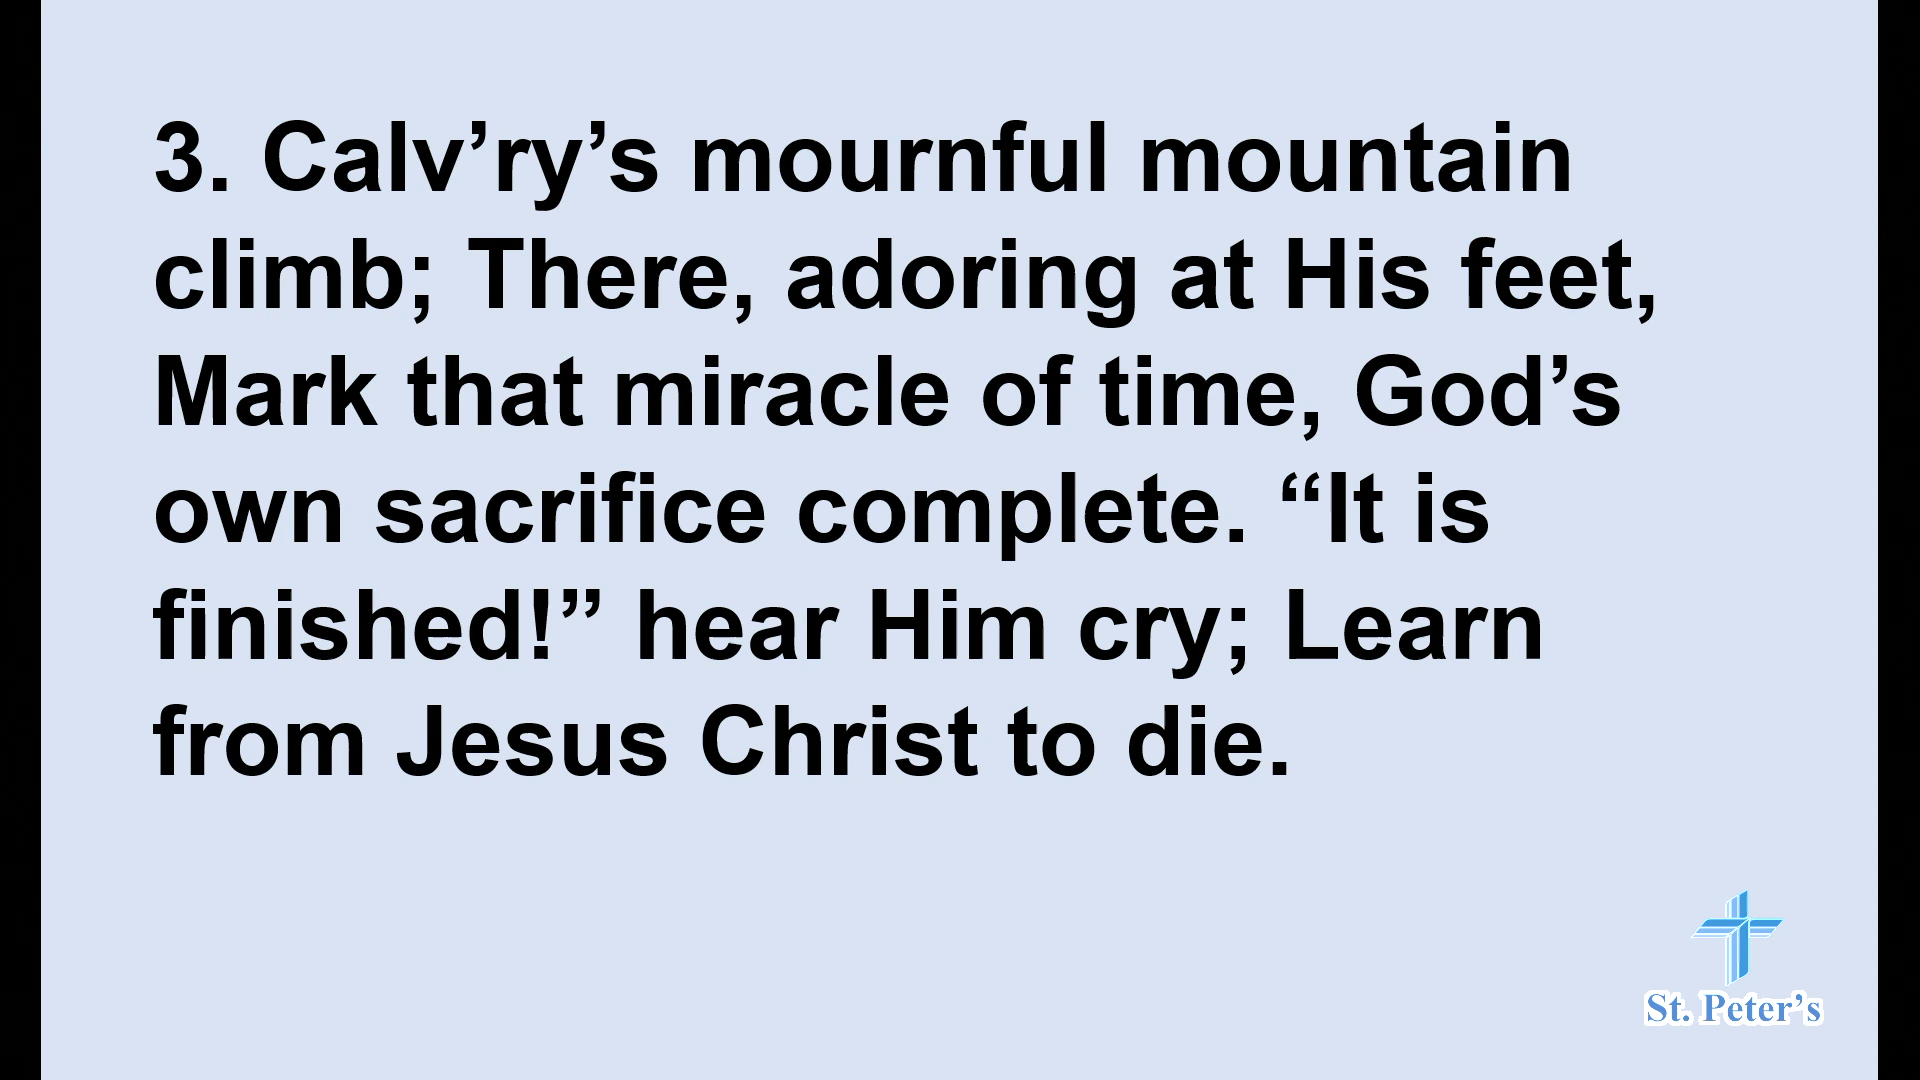 3. Calv’ry’s mournful mountain
climb; There, adoring at His feet,
Mark that miracle of time, God’s
own sacrifice complete. “It is
finished!” hear Him cry; Learn
from Jesus Christ to die.
St. Peter’s